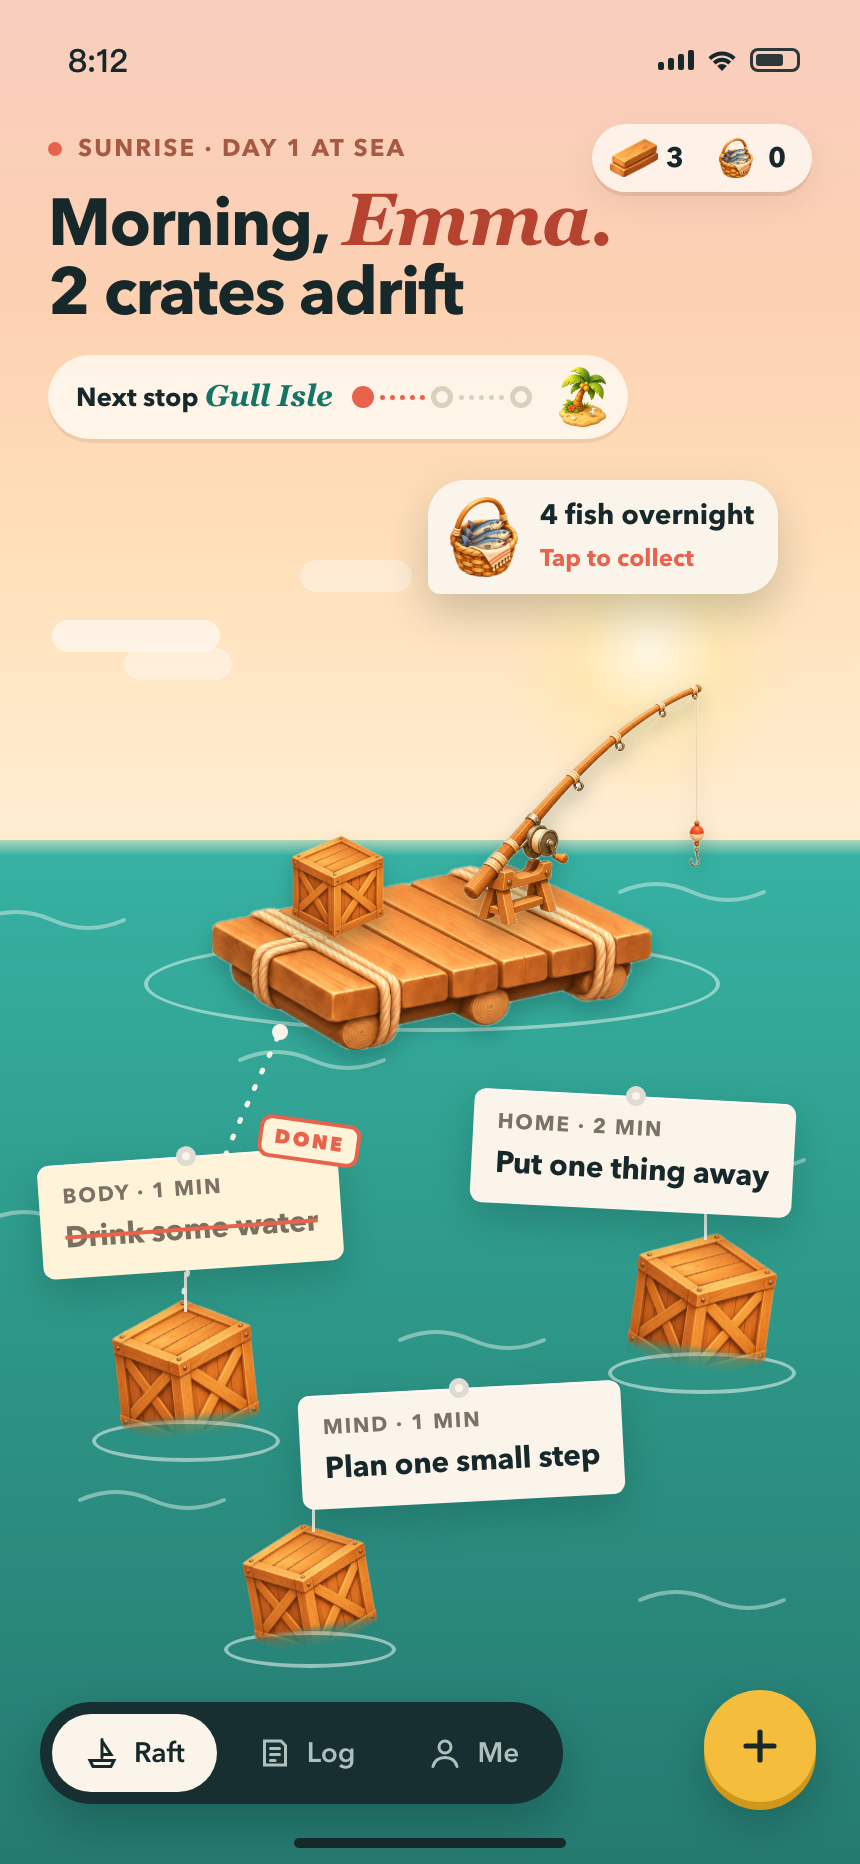 8:12
SUNRISE · DAY 1 AT SEA
3
0
Morning, Emma.
2 crates adrift
Next stop Gull Isle
4 fish overnight
Tap to collect
HOME · 2 MIN
Put one thing away
DONE
BODY · 1 MIN
Drink some water
MIND · 1 MIN
Plan one small step
Raft
Log
Me